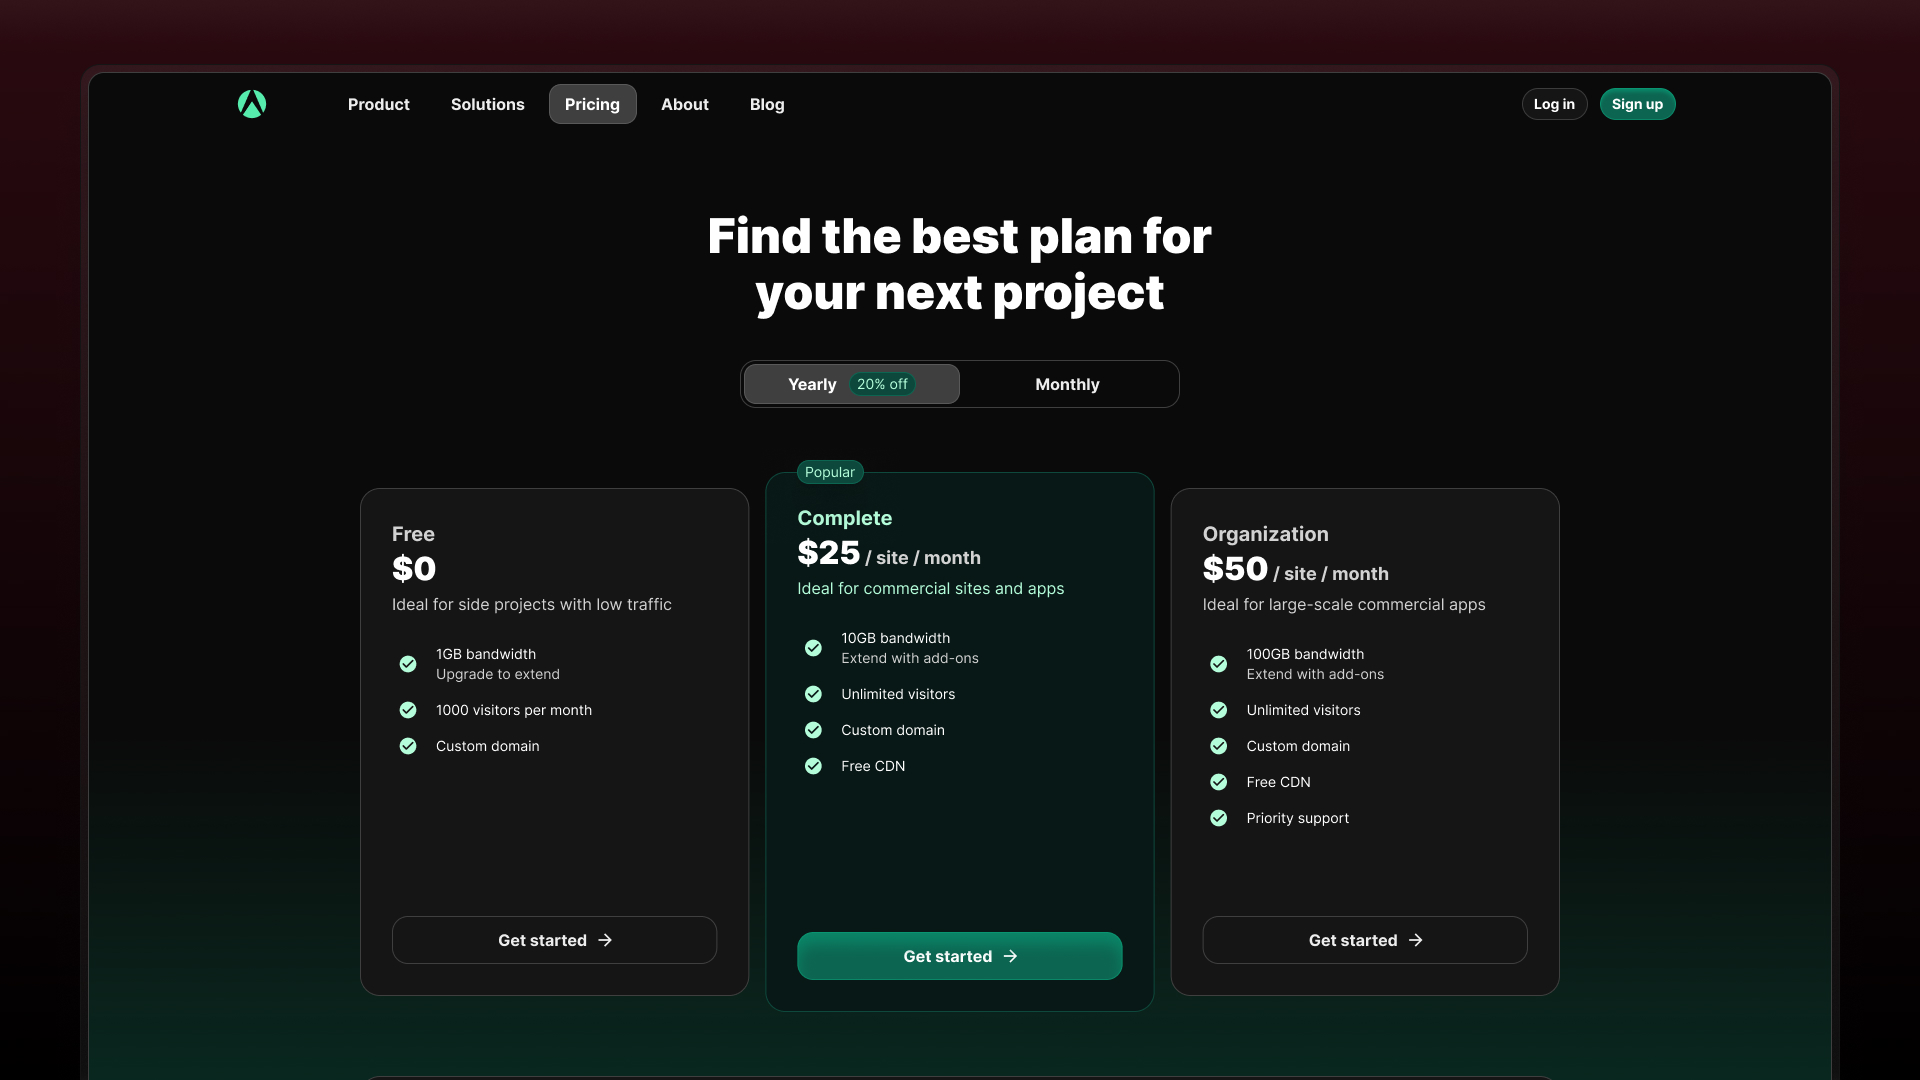 Product
Solutions
Pricing
About
Blog
Log in
Sign up
Find the best plan for
your next project
Yearly
20% off
Monthly
Free
$0
Ideal for side projects with low traffic
1GB bandwidth
Upgrade to extend
1000 visitors per month
Custom domain
Get started
Popular
Complete
$25 / site / month
Ideal for commercial sites and apps
10GB bandwidth
Extend with add-ons
Unlimited visitors
Custom domain
Free CDN
Get started
Organization
$50 / site / month
Ideal for large-scale commercial apps
100GB bandwidth
Extend with add-ons
Unlimited visitors
Custom domain
Free CDN
Priority support
Get started